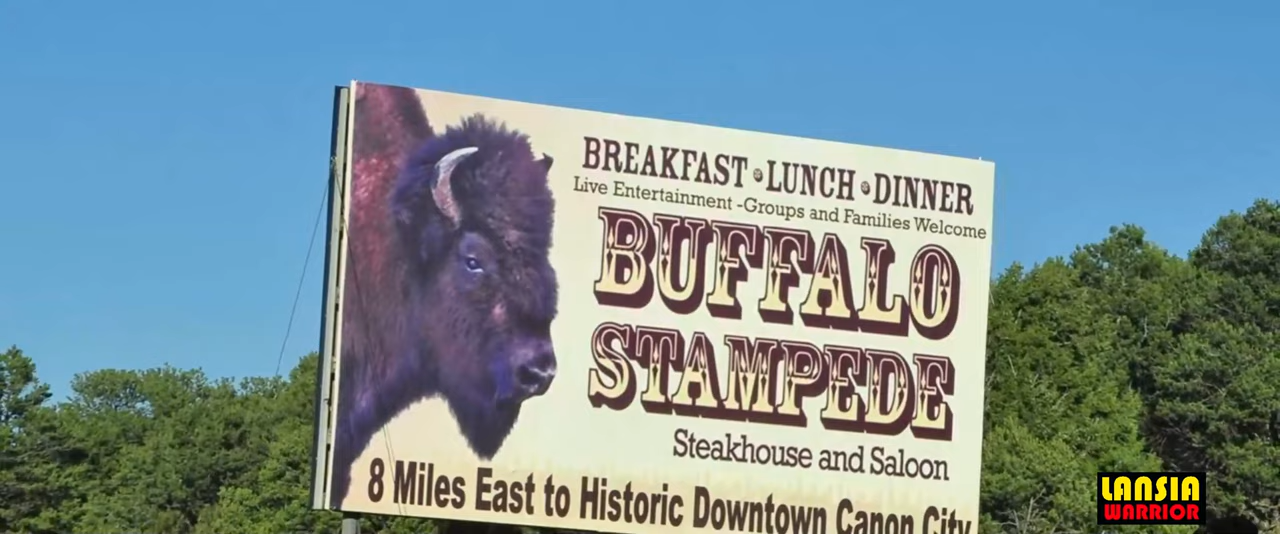 BREAKFAST • LUNCH • DINNER
Live Entertainment -Groups and Families Welcome
BUFFALO
STAMPEDE
Steakhouse and Saloon
8 Miles East to Historic Downtown Canon City
LANSIA
WARRIOR